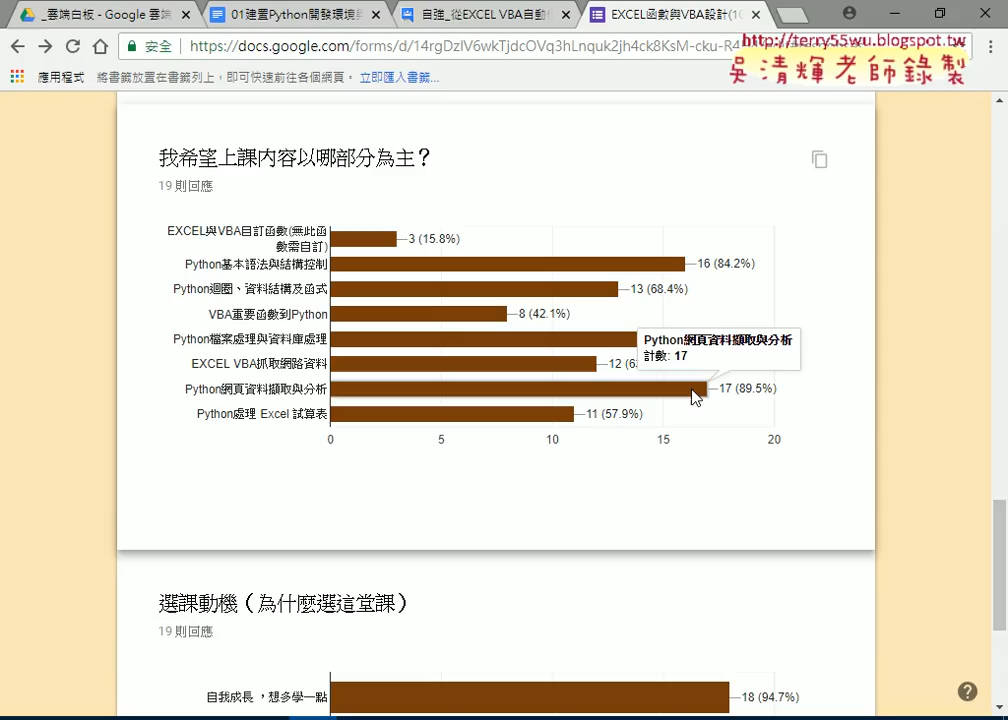 _雲端白板 - Google 雲端
01建置Python開發環境與
自強_從EXCEL VBA自動化
EXCEL函數與VBA設計(10
安全
https://docs.google.com/forms/d/14rgDzlV6wkTjdcOVq3hLnquk2jh4ck8KsM-cku-R4
http://terry55wu.blogspot.tw
吳清輝老師錄製
應用程式
將書籤放置在書籤列上，即可快速前往各個網頁。
立即匯入書籤...
我希望上課內容以哪部分為主？
19 則回應
EXCEL與VBA自訂函數(無此函
數需自訂)
3 (15.8%)
Python基本語法與結構控制
16 (84.2%)
Python迴圈、資料結構及函式
13 (68.4%)
VBA重要函數到Python
8 (42.1%)
Python檔案處理與資料庫處理
Python網頁資料擷取與分析
計數: 17
EXCEL VBA抓取網路資料
12 (6
Python網頁資料擷取與分析
17 (89.5%)
Python處理 Excel 試算表
11 (57.9%)
0
5
10
15
20
選課動機（為什麼選這堂課）
19 則回應
自我成長 ，想多學一點
18 (94.7%)